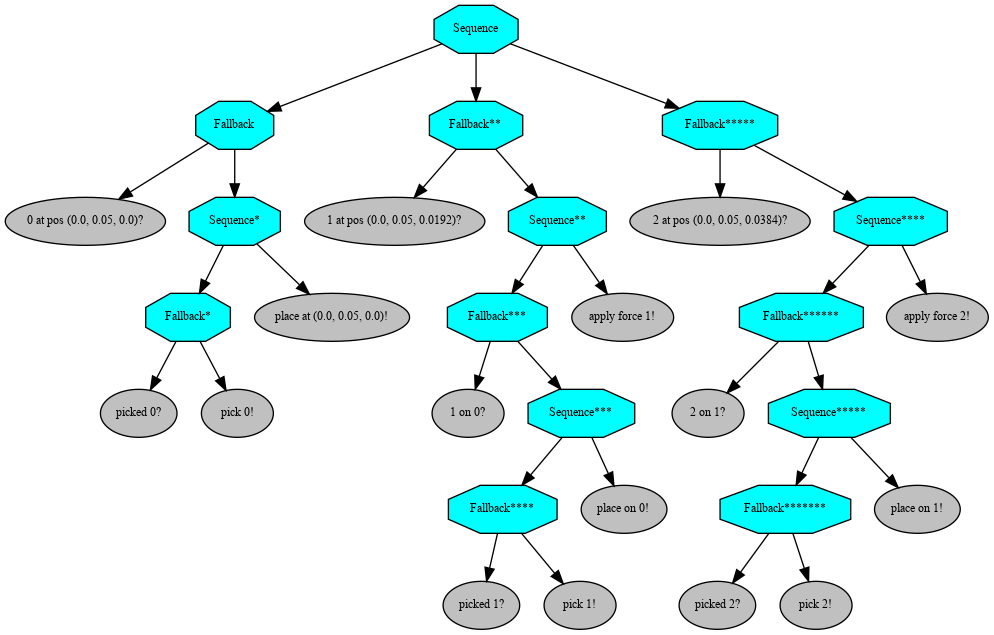 Sequence
Fallback
Fallback**
Fallback*****
0 at pos (0.0, 0.05, 0.0)?
Sequence*
1 at pos (0.0, 0.05, 0.0192)?
Sequence**
2 at pos (0.0, 0.05, 0.0384)?
Sequence****
Fallback*
place at (0.0, 0.05, 0.0)!
Fallback***
apply force 1!
Fallback******
apply force 2!
picked 0?
pick 0!
1 on 0?
Sequence***
2 on 1?
Sequence*****
Fallback****
place on 0!
Fallback*******
place on 1!
picked 1?
pick 1!
picked 2?
pick 2!